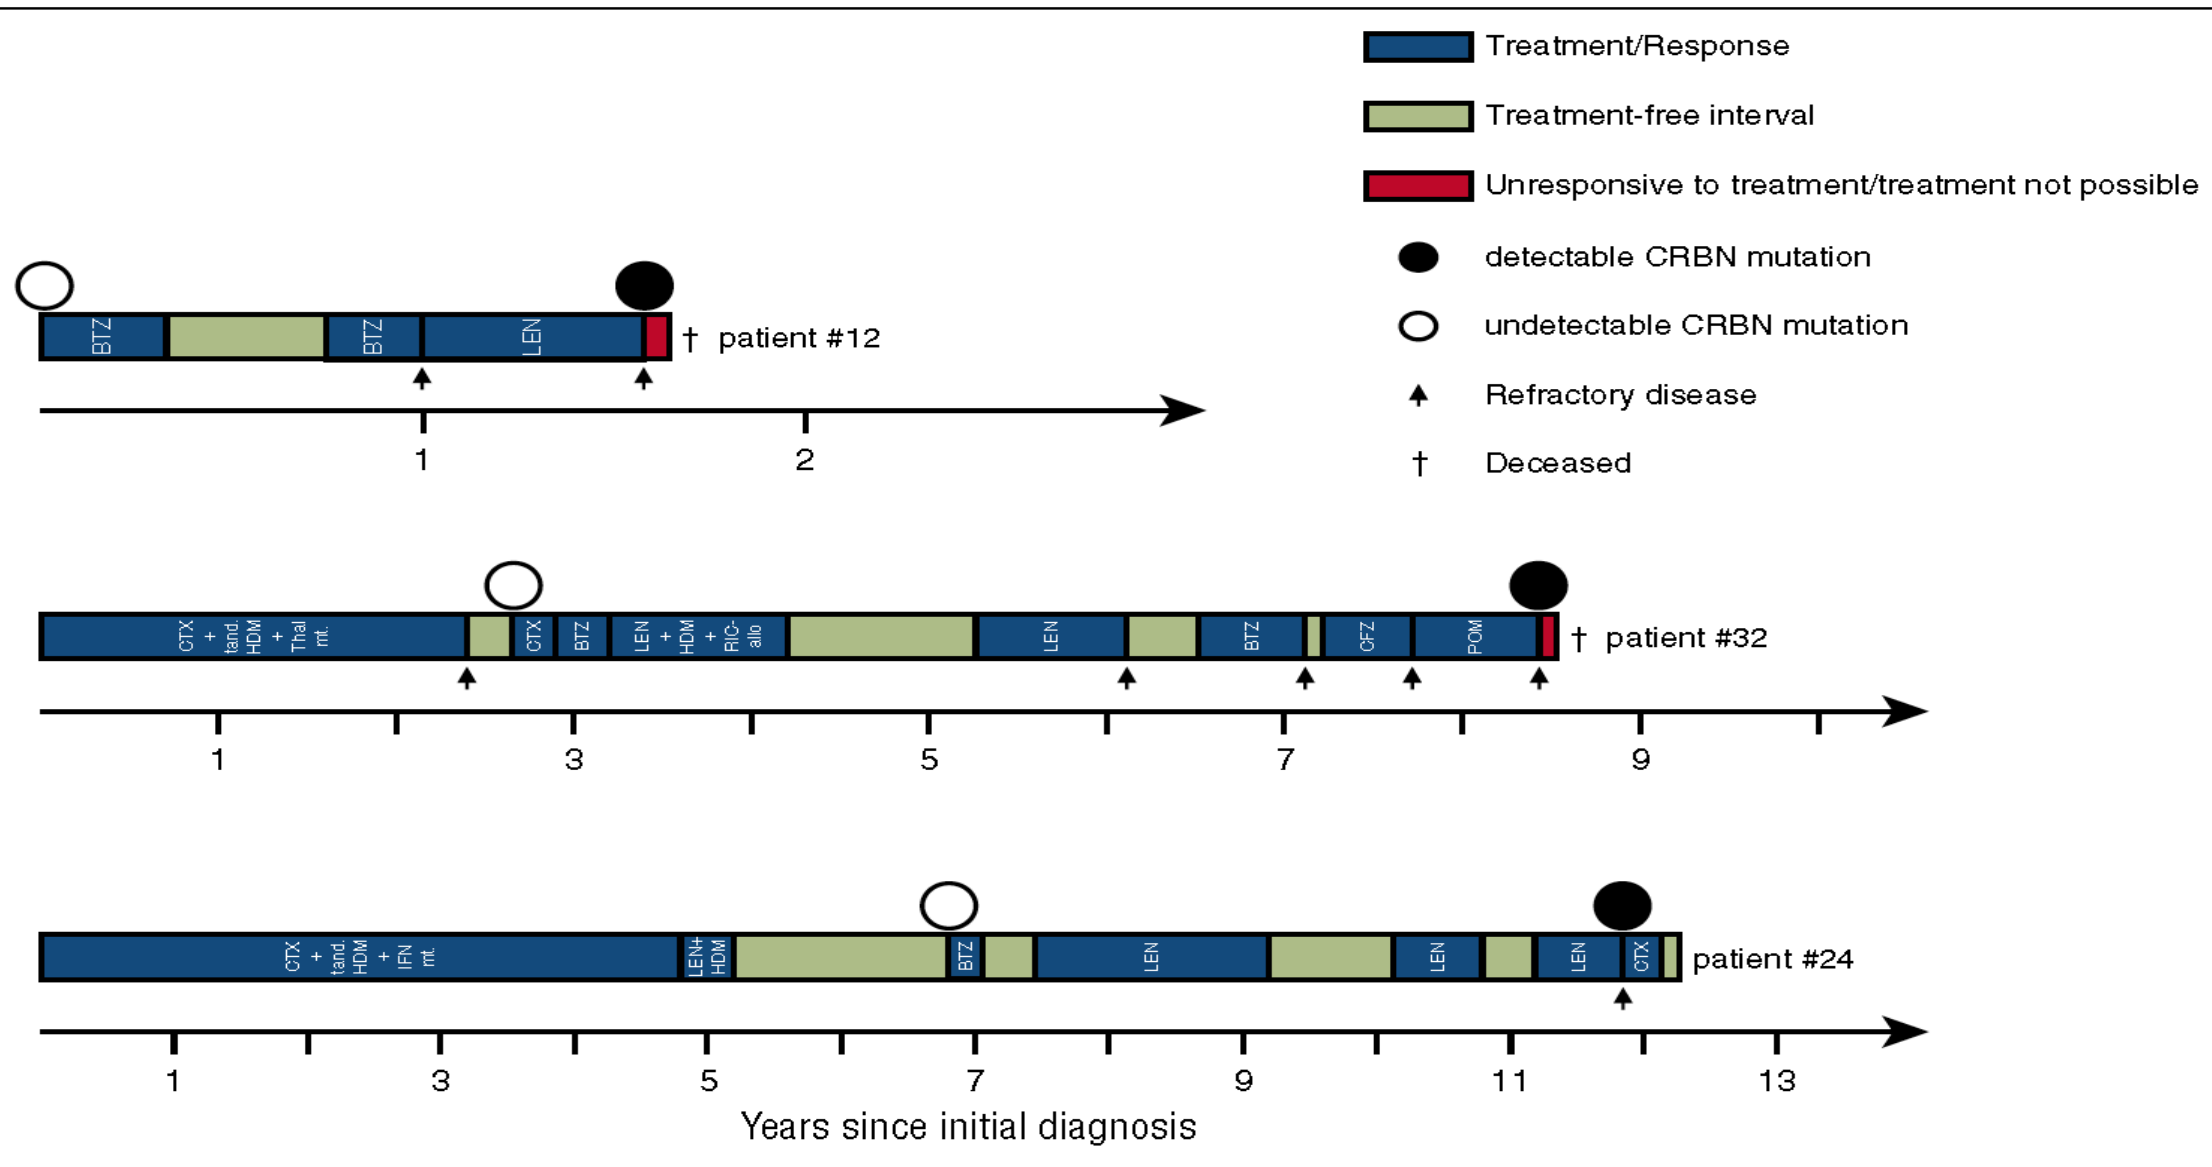 Treatment/Response
Treatment-free interval
Unresponsive to treatment/treatment not possible
detectable CRBN mutation
undetectable CRBN mutation
Refractory disease
† Deceased
BTZ
BTZ
LEN
† patient #12
1
2
CTX
+
tand.
HDM
+
Thal
mt.
CTX
BTZ
LEN
+
HDM
+
RIC-
allo
LEN
BTZ
CFZ
POM
† patient #32
1
3
5
7
9
CTX
+
tand.
HDM
+
IFN
mt.
LEN+
HDM
BTZ
LEN
LEN
LEN
CTX
patient #24
1
3
5
7
9
11
13
Years since initial diagnosis